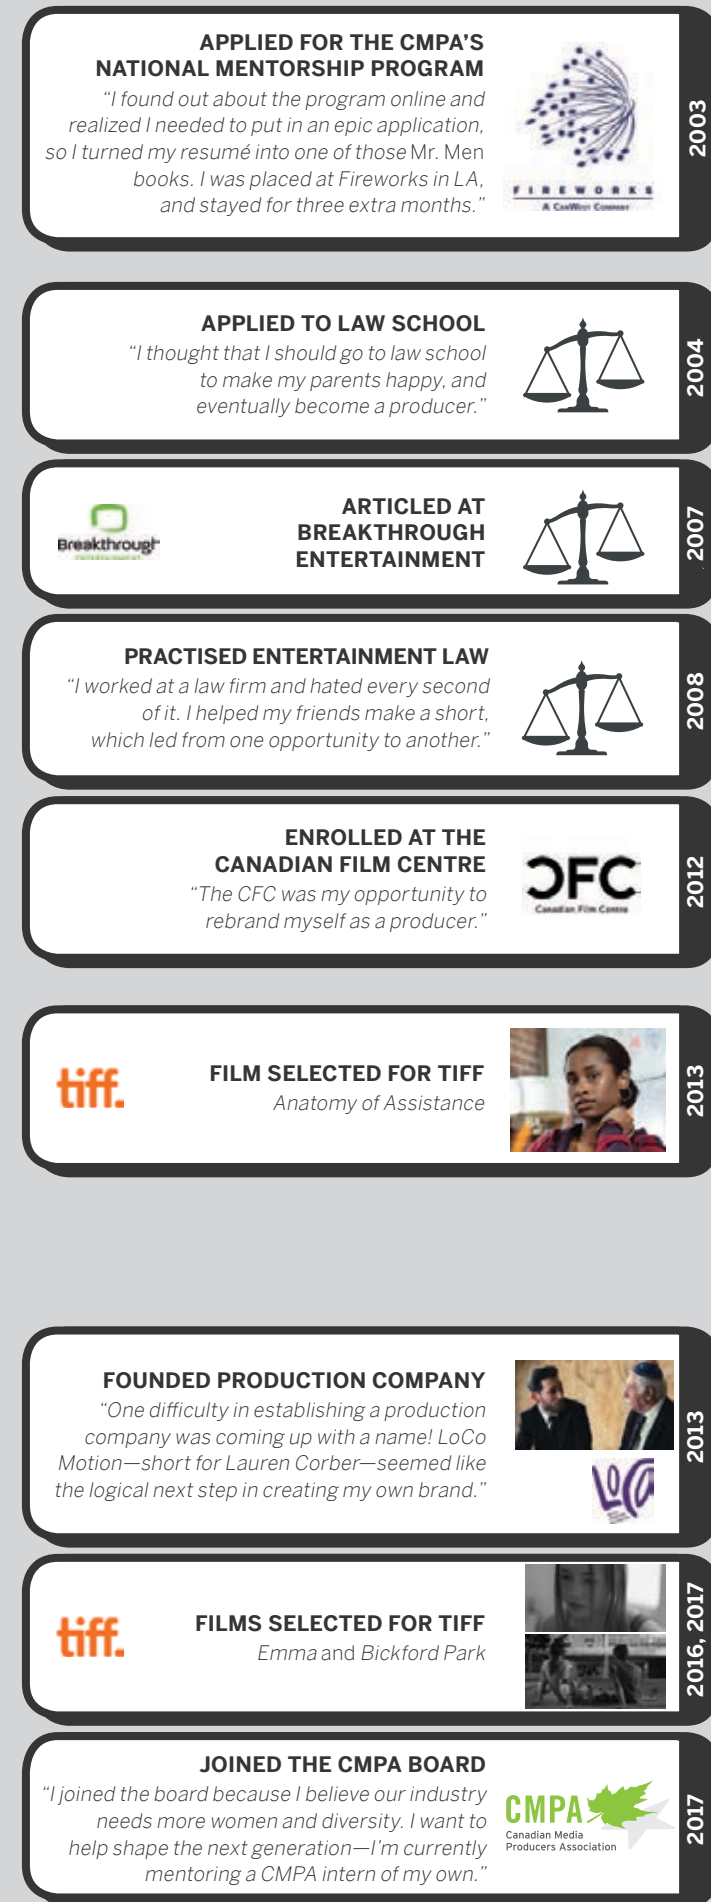 APPLIED FOR THE CMPA’S
NATIONAL MENTORSHIP PROGRAM
“I found out about the program online and
realized I needed to put in an epic application,
so I turned my resumé into one of those Mr. Men
books. I was placed at Fireworks in LA,
and stayed for three extra months.”
FIREWORKS
A CanWest Company
2003
APPLIED TO LAW SCHOOL
“I thought that I should go to law school
to make my parents happy, and
eventually become a producer.”
2004
Breakthrough
ENTERTAINMENT
ARTICLED AT
BREAKTHROUGH
ENTERTAINMENT
2007
PRACTISED ENTERTAINMENT LAW
“I worked at a law firm and hated every second
of it. I helped my friends make a short,
which led from one opportunity to another.”
2008
ENROLLED AT THE
CANADIAN FILM CENTRE
“The CFC was my opportunity to
rebrand myself as a producer.”
CFC
Canadian Film Centre
2012
tiff.
FILM SELECTED FOR TIFF
Anatomy of Assistance
2013
FOUNDED PRODUCTION COMPANY
“One difficulty in establishing a production
company was coming up with a name! LoCo
Motion—short for Lauren Corber—seemed like
the logical next step in creating my own brand.”
LoCo
2013
tiff.
FILMS SELECTED FOR TIFF
Emma and Bickford Park
2016, 2017
JOINED THE CMPA BOARD
“I joined the board because I believe our industry
needs more women and diversity. I want to
help shape the next generation—I’m currently
mentoring a CMPA intern of my own.”
CMPA
Canadian Media
Producers Association
2017